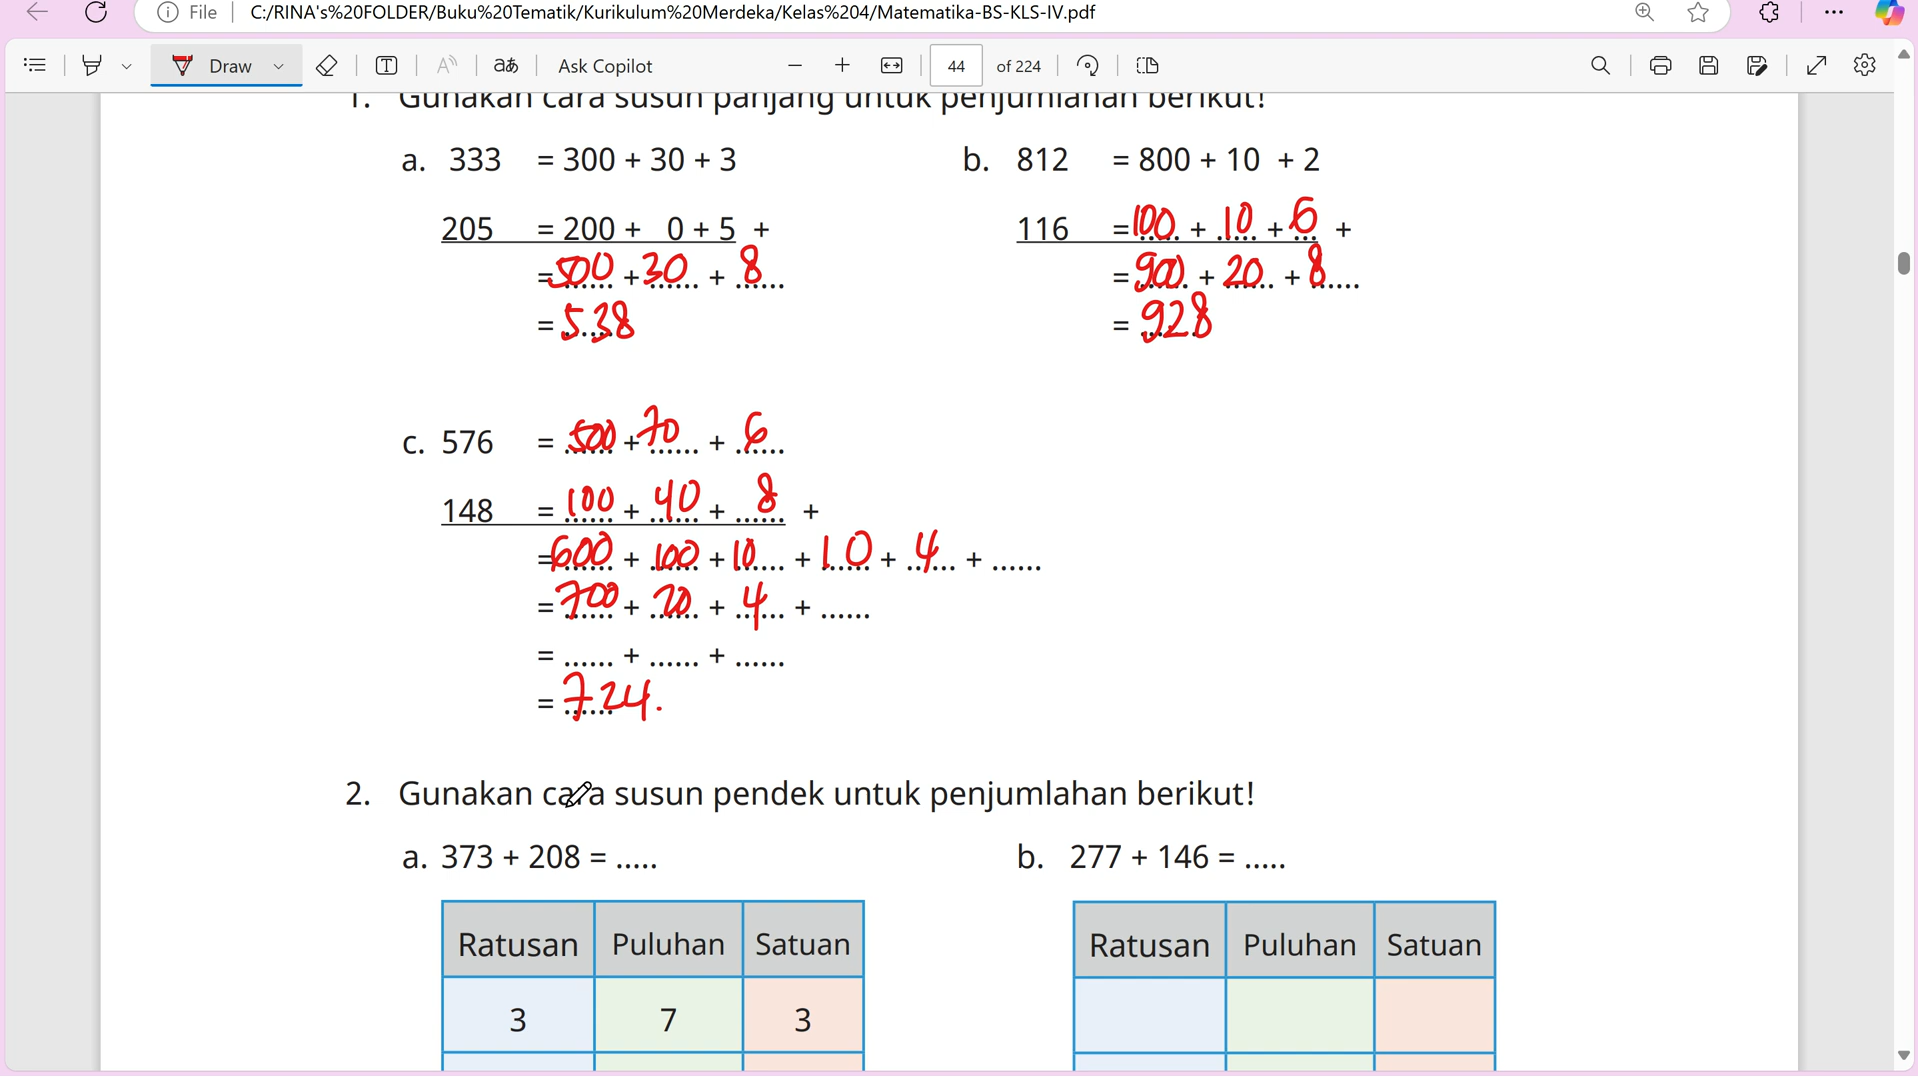 File C:/RINA's%20FOLDER/Buku%20Tematik/Kurikulum%20Merdeka/Kelas%204/Matematika-BS-KLS-IV.pdf
Draw T A aあ Ask Copilot 44 of 224
1. Gunakan cara susun panjang untuk penjumlahan berikut!
a. 333 = 300 + 30 + 3
205 = 200 + 0 + 5 +
= 500 + 30 + 8
= 538
b. 812 = 800 + 10 + 2
116 = 100 + 10 + 6 +
= 900 + 20 + 8
= 928
c. 576 = 500 + 70 + 6
148 = 100 + 40 + 8 +
= 600 + 100 + 10 + 10 + 4 + ......
= 700 + 20 + 4 + ......
= ...... + ...... + ......
= 724.
2. Gunakan cara susun pendek untuk penjumlahan berikut!
a. 373 + 208 = .....
b. 277 + 146 = .....
Ratusan Puluhan Satuan
3 7 3
Ratusan Puluhan Satuan